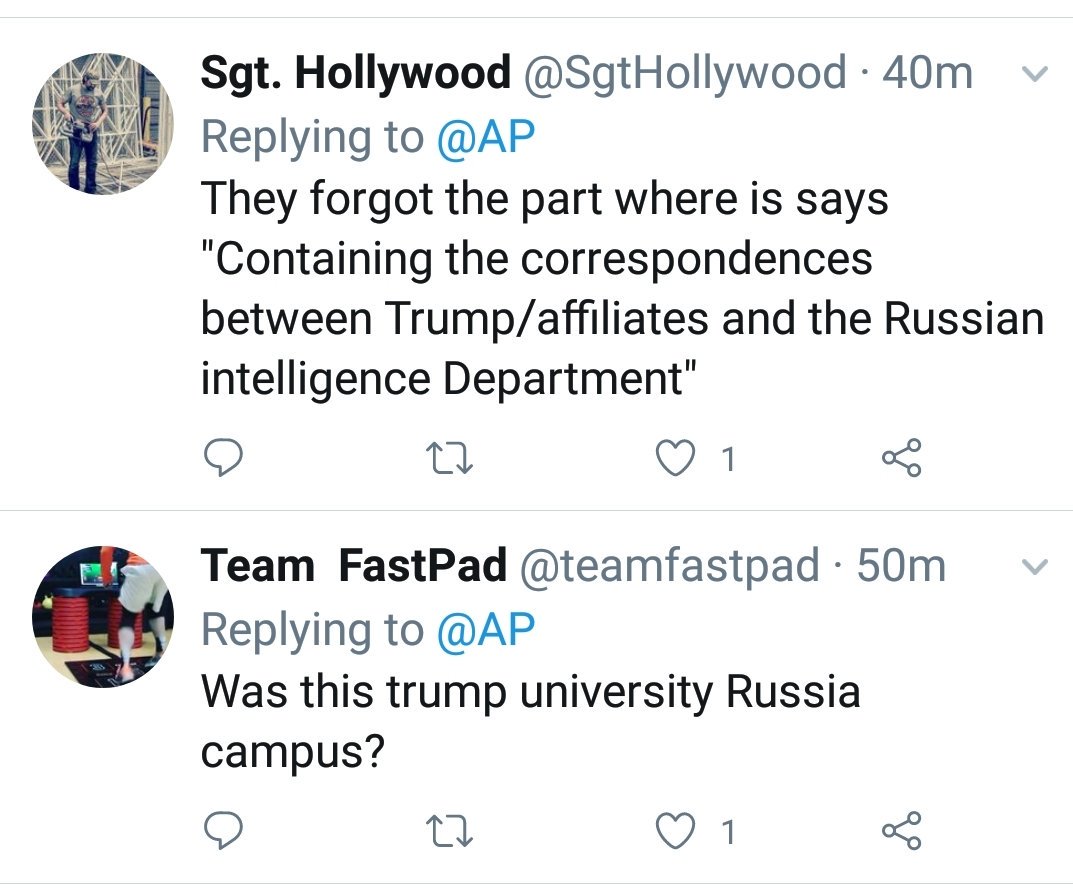 Sgt. Hollywood @SgtHollywood · 40m
Replying to @AP
They forgot the part where is says
"Containing the correspondences
between Trump/affiliates and the Russian
intelligence Department"
1
Team FastPad @teamfastpad · 50m
Replying to @AP
Was this trump university Russia
campus?
1